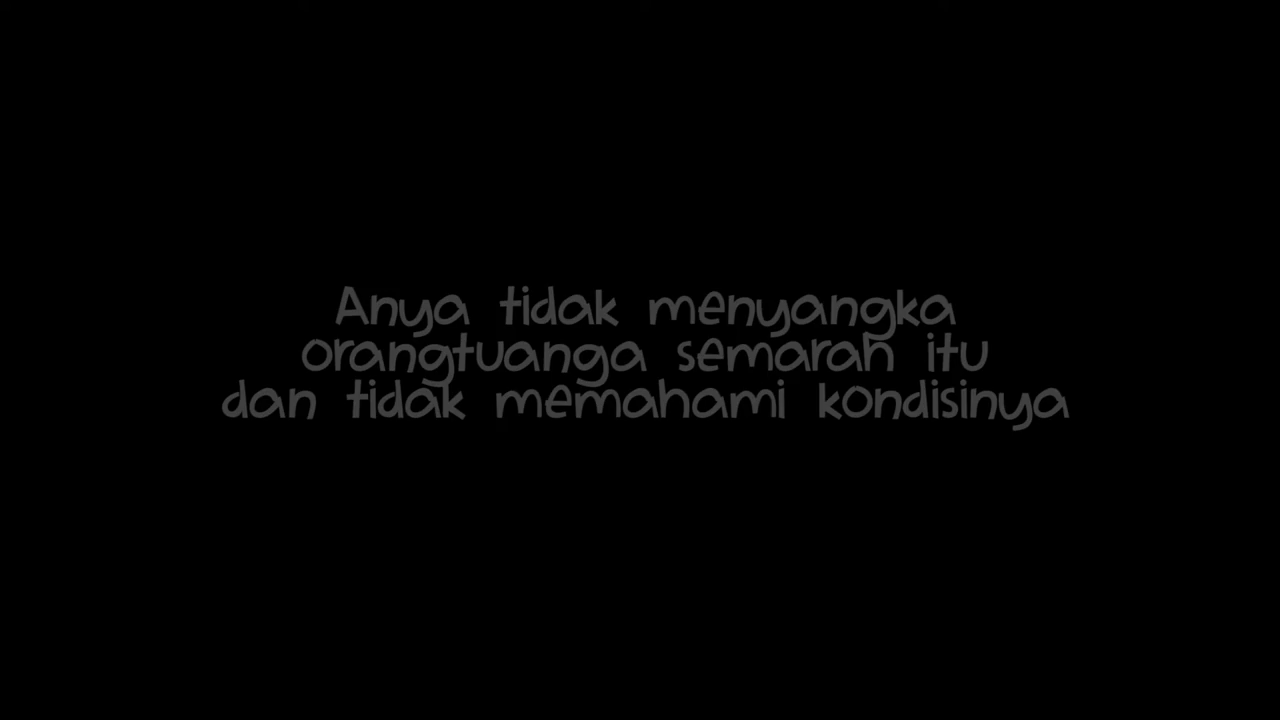 Anya tidak menyangka
orangtuanga semarah itu
dan tidak memahami kondisinya